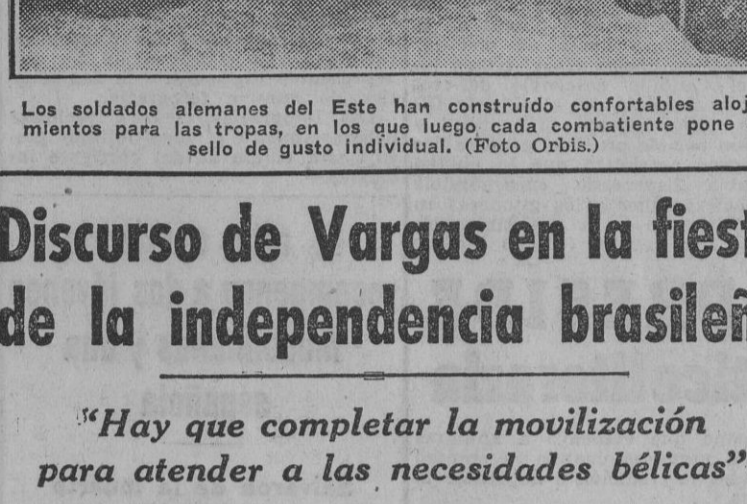 Los soldados alemanes del Este han construído confortables aloj
mientos para las tropas, en los que luego cada combatiente pone
sello de gusto individual. (Foto Orbis.)
Discurso de Vargas en la fiest
de la independencia brasileñ
"Hay que completar la movilización
para atender a las necesidades bélicas"